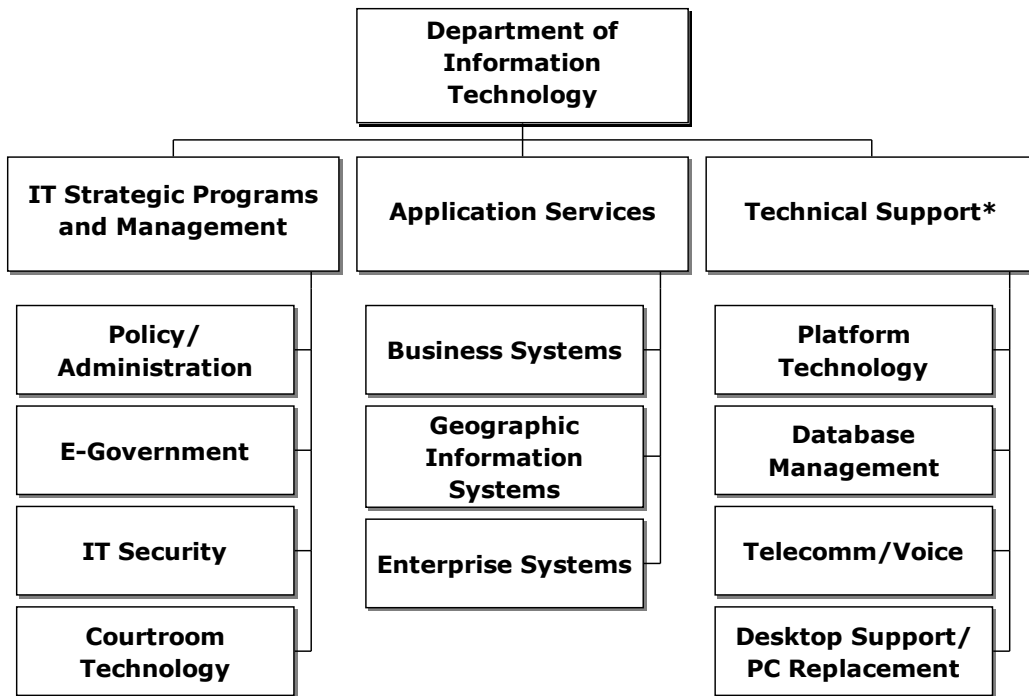 Department of
Information
Technology
IT Strategic Programs
and Management
Application Services
Technical Support*
Policy/
Administration
E-Government
IT Security
Courtroom
Technology
Business Systems
Geographic
Information
Systems
Enterprise Systems
Platform
Technology
Database
Management
Telecomm/Voice
Desktop Support/
PC Replacement